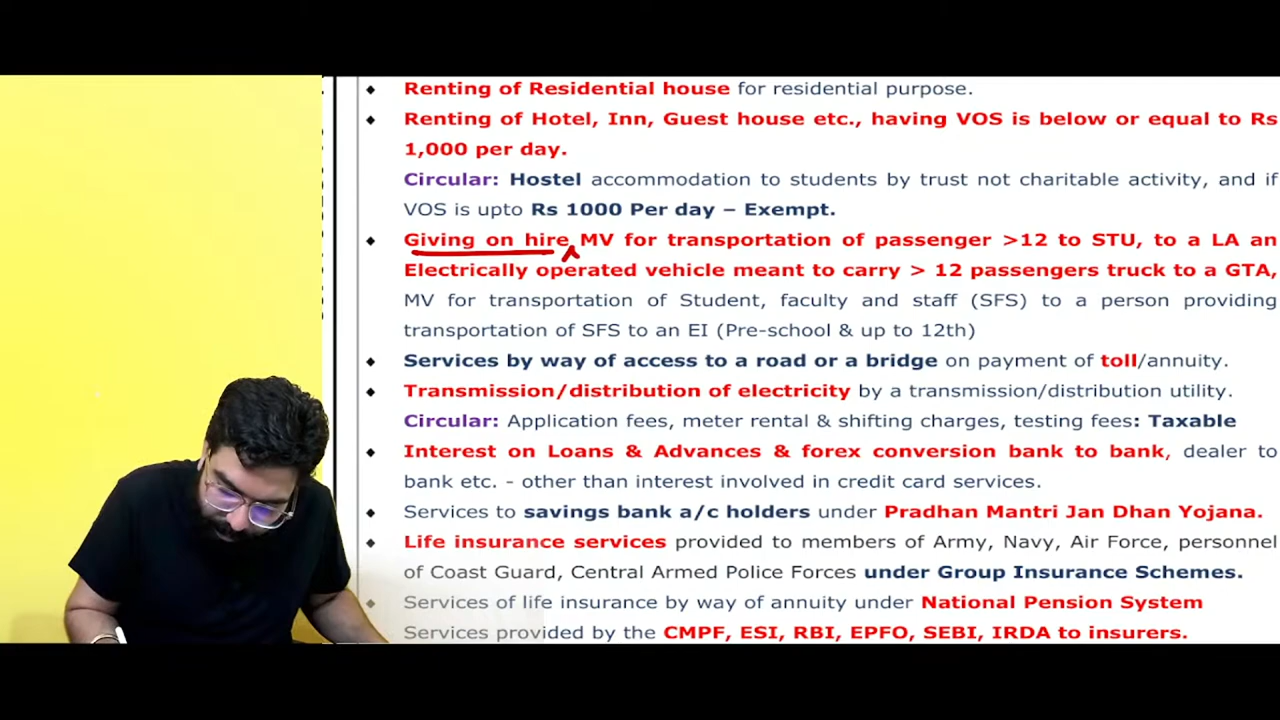 Renting of Residential house for residential purpose.
Renting of Hotel, Inn, Guest house etc., having VOS is below or equal to Rs
1,000 per day.
Circular: Hostel accommodation to students by trust not charitable activity, and if
VOS is upto Rs 1000 Per day – Exempt.
Giving on hire MV for transportation of passenger >12 to STU, to a LA an
Electrically operated vehicle meant to carry > 12 passengers truck to a GTA,
MV for transportation of Student, faculty and staff (SFS) to a person providing
transportation of SFS to an EI (Pre-school & up to 12th)
Services by way of access to a road or a bridge on payment of toll/annuity.
Transmission/distribution of electricity by a transmission/distribution utility.
Circular: Application fees, meter rental & shifting charges, testing fees: Taxable
Interest on Loans & Advances & forex conversion bank to bank, dealer to
bank etc. - other than interest involved in credit card services.
Services to savings bank a/c holders under Pradhan Mantri Jan Dhan Yojana.
Life insurance services provided to members of Army, Navy, Air Force, personnel
of Coast Guard, Central Armed Police Forces under Group Insurance Schemes.
Services of life insurance by way of annuity under National Pension System
Services provided by the CMPF, ESI, RBI, EPFO, SEBI, IRDA to insurers.